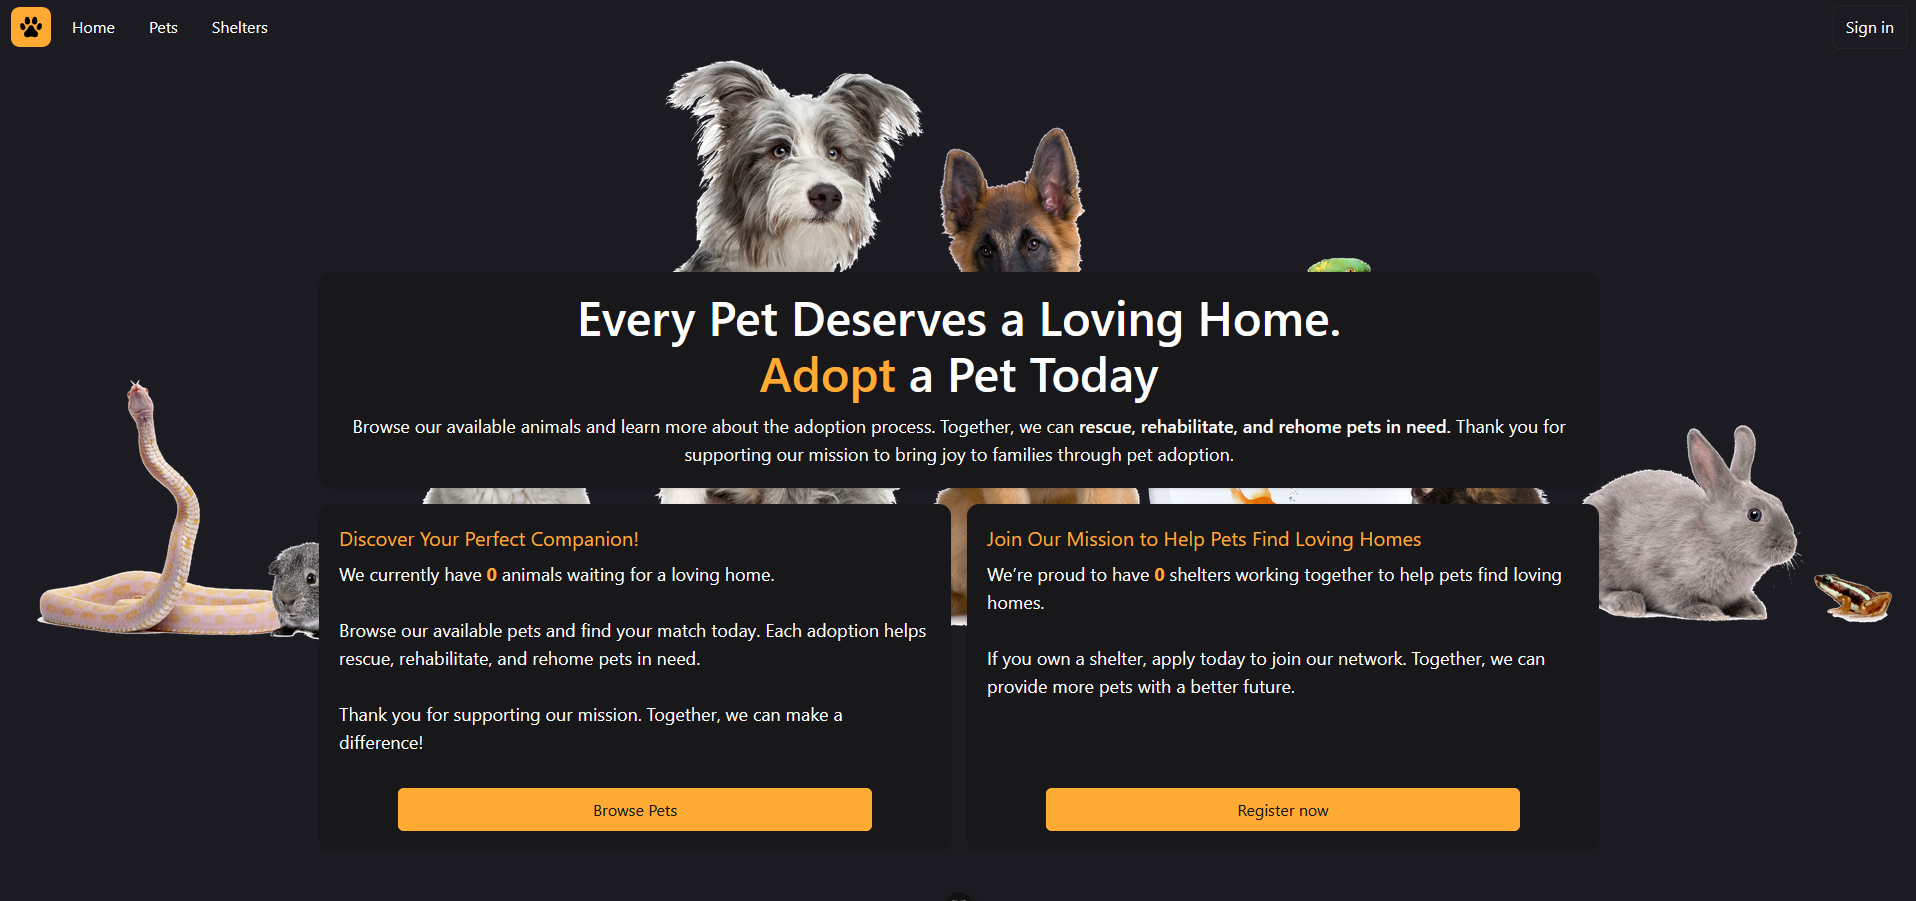 Home Pets Shelters Sign in
Every Pet Deserves a Loving Home.
Adopt a Pet Today
Browse our available animals and learn more about the adoption process. Together, we can rescue, rehabilitate, and rehome pets in need. Thank you for
supporting our mission to bring joy to families through pet adoption.
Discover Your Perfect Companion!
We currently have 0 animals waiting for a loving home.
Browse our available pets and find your match today. Each adoption helps
rescue, rehabilitate, and rehome pets in need.
Thank you for supporting our mission. Together, we can make a
difference!
Browse Pets
Join Our Mission to Help Pets Find Loving Homes
We’re proud to have 0 shelters working together to help pets find loving
homes.
If you own a shelter, apply today to join our network. Together, we can
provide more pets with a better future.
Register now